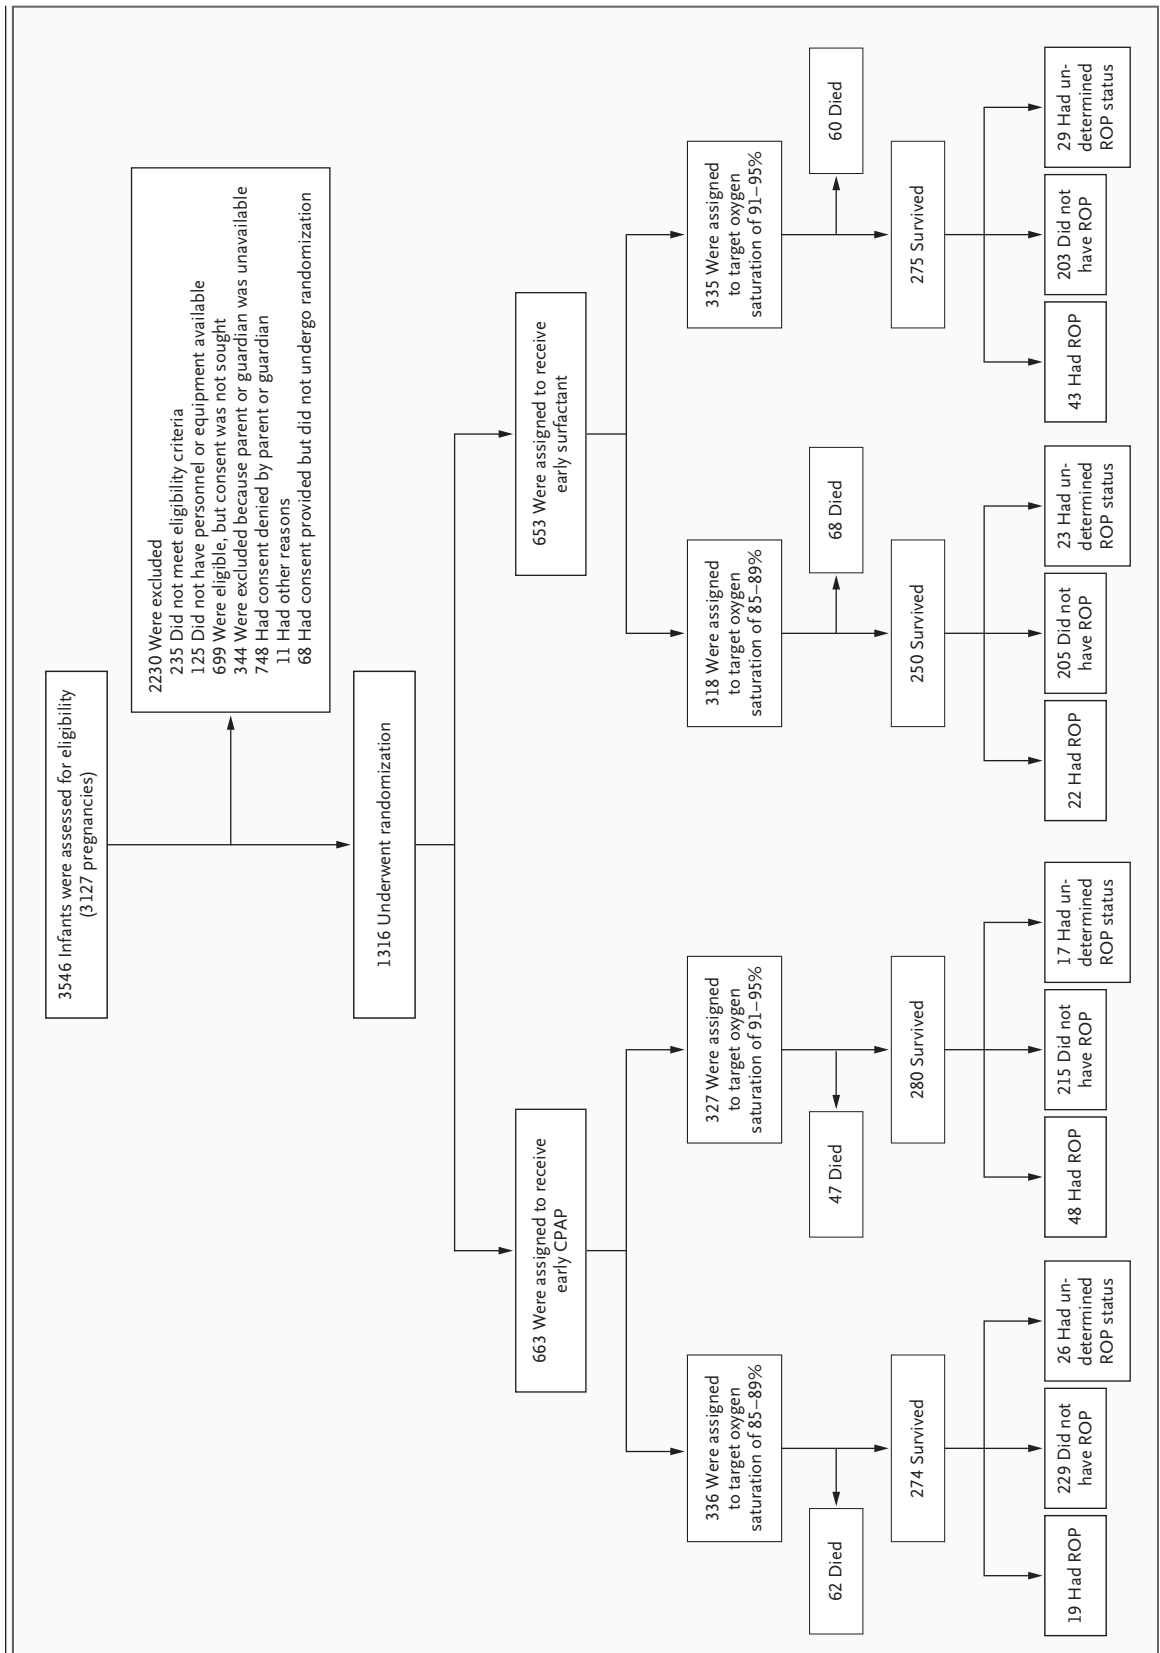 3546 Infants were assessed for eligibility
(3127 pregnancies)
2230 Were excluded
235 Did not meet eligibility criteria
125 Did not have personnel or equipment available
699 Were eligible, but consent was not sought
344 Were excluded because parent or guardian was unavailable
748 Had consent denied by parent or guardian
11 Had other reasons
68 Had consent provided but did not undergo randomization
1316 Underwent randomization
663 Were assigned to receive
early CPAP
653 Were assigned to receive
early surfactant
336 Were assigned
to target oxygen
saturation of 85–89%
327 Were assigned
to target oxygen
saturation of 91–95%
318 Were assigned
to target oxygen
saturation of 85–89%
335 Were assigned
to target oxygen
saturation of 91–95%
62 Died
47 Died
68 Died
60 Died
274 Survived
280 Survived
250 Survived
275 Survived
19 Had ROP
229 Did not
have ROP
26 Had un-
determined
ROP status
48 Had ROP
215 Did not
have ROP
17 Had un-
determined
ROP status
22 Had ROP
205 Did not
have ROP
23 Had un-
determined
ROP status
43 Had ROP
203 Did not
have ROP
29 Had un-
determined
ROP status